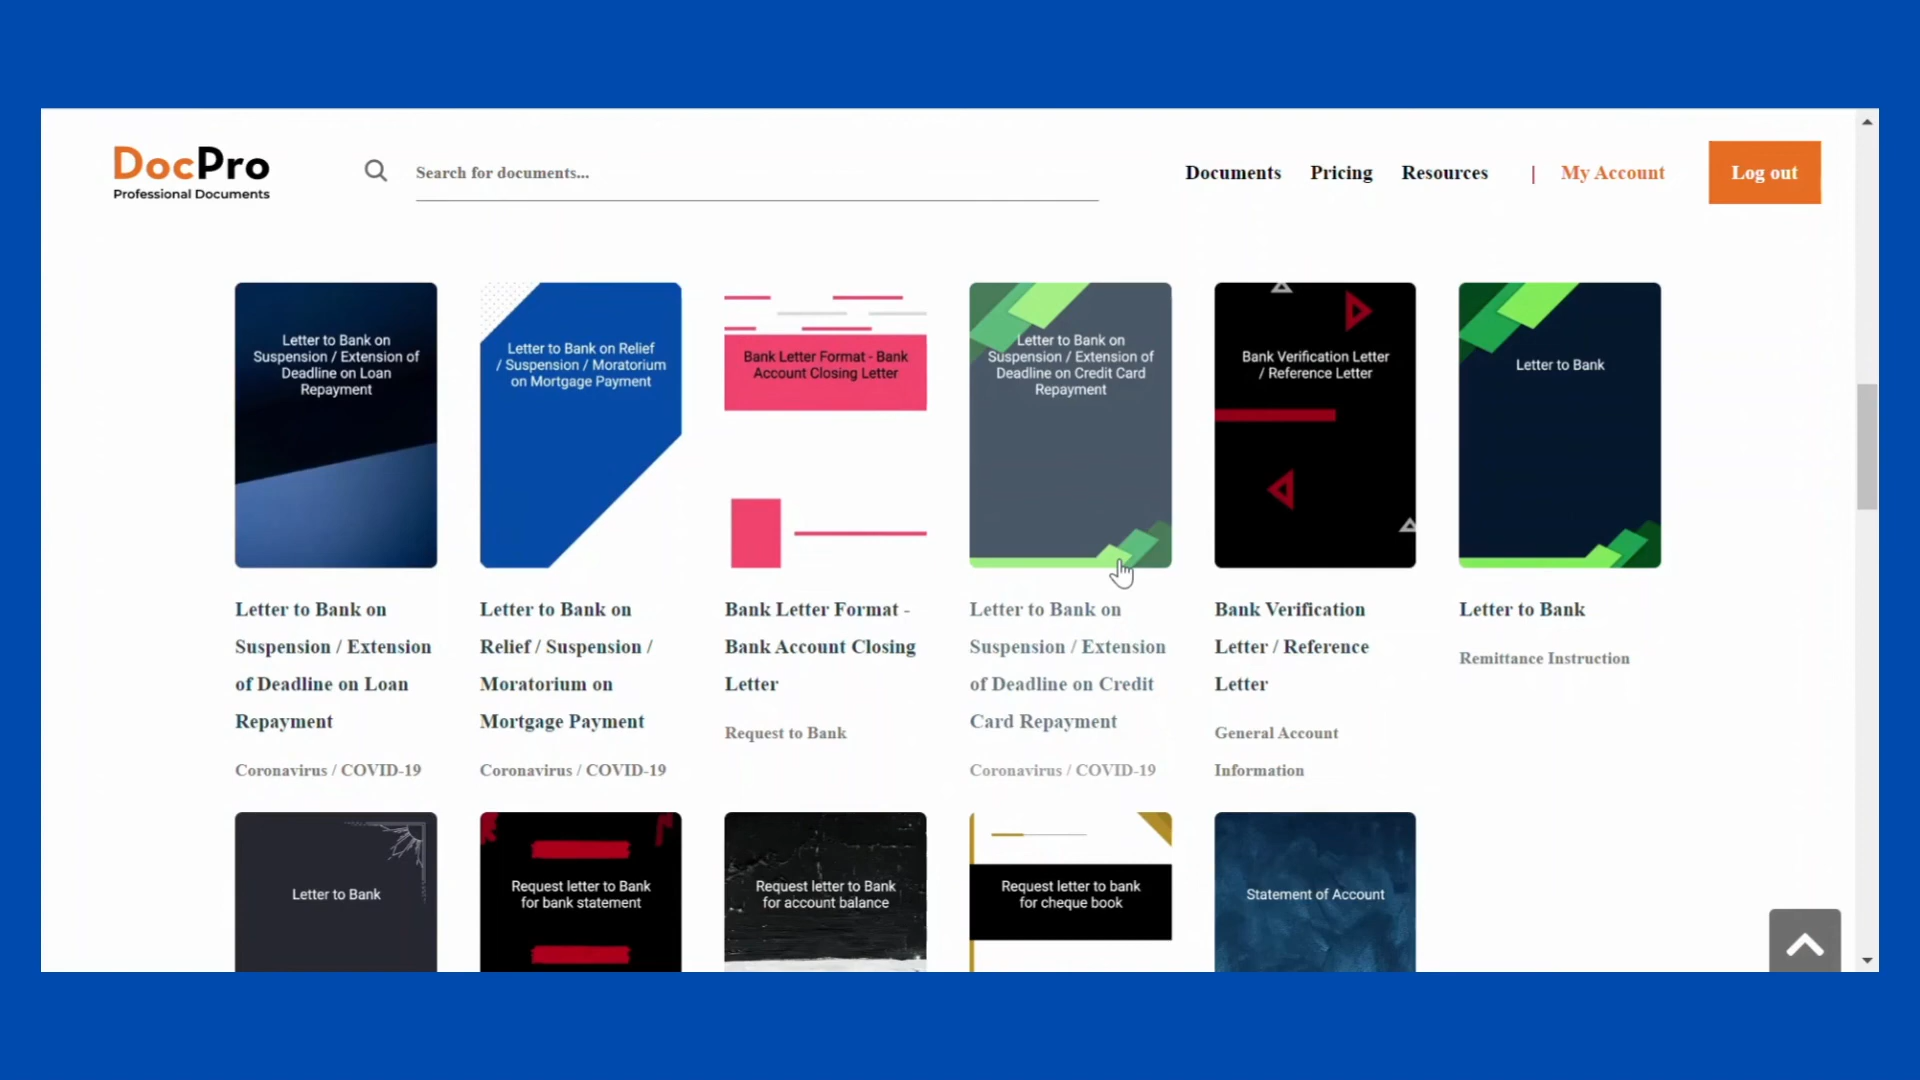 DocPro
Professional Documents
Search for documents...
Documents
Pricing
Resources
|
My Account
Log out
Letter to Bank on
Suspension / Extension of
Deadline on Loan
Repayment
Letter to Bank on Relief
/ Suspension / Moratorium
on Mortgage Payment
Bank Letter Format - Bank
Account Closing Letter
Letter to Bank on
Suspension / Extension of
Deadline on Credit Card
Repayment
Bank Verification Letter
/ Reference Letter
Letter to Bank
Letter to Bank on
Suspension / Extension
of Deadline on Loan
Repayment
Coronavirus / COVID-19
Letter to Bank on
Relief / Suspension /
Moratorium on
Mortgage Payment
Coronavirus / COVID-19
Bank Letter Format -
Bank Account Closing
Letter
Request to Bank
Letter to Bank on
Suspension / Extension
of Deadline on Credit
Card Repayment
Coronavirus / COVID-19
Bank Verification
Letter / Reference
Letter
General Account
Information
Letter to Bank
Remittance Instruction
Letter to Bank
Request letter to Bank
for bank statement
Request letter to Bank
for account balance
Request letter to bank
for cheque book
Statement of Account